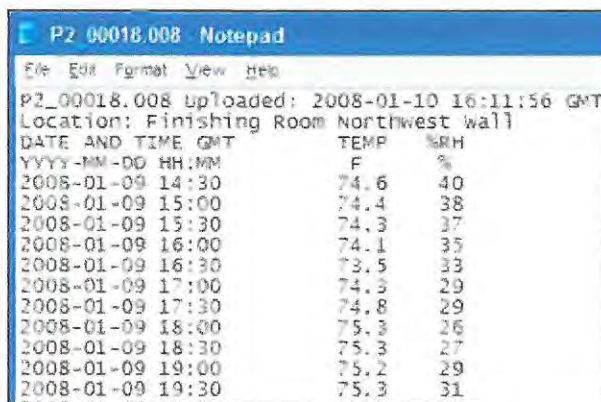 P2_00018.008 Notepad
File Edit Format View Help
P2_00018.008 Uploaded: 2008-01-10 16:11:56 GMT
Location: Finishing Room Northwest Wall
DATE AND TIME GMT TEMP %RH
YYYY-MM-DD HH:MM F %
2008-01-09 14:30 74.6 40
2008-01-09 15:00 74.4 38
2008-01-09 15:30 74.3 37
2008-01-09 16:00 74.1 35
2008-01-09 16:30 73.5 33
2008-01-09 17:00 74.3 29
2008-01-09 17:30 74.8 29
2008-01-09 18:00 75.3 26
2008-01-09 18:30 75.3 27
2008-01-09 19:00 75.2 29
2008-01-09 19:30 75.3 31